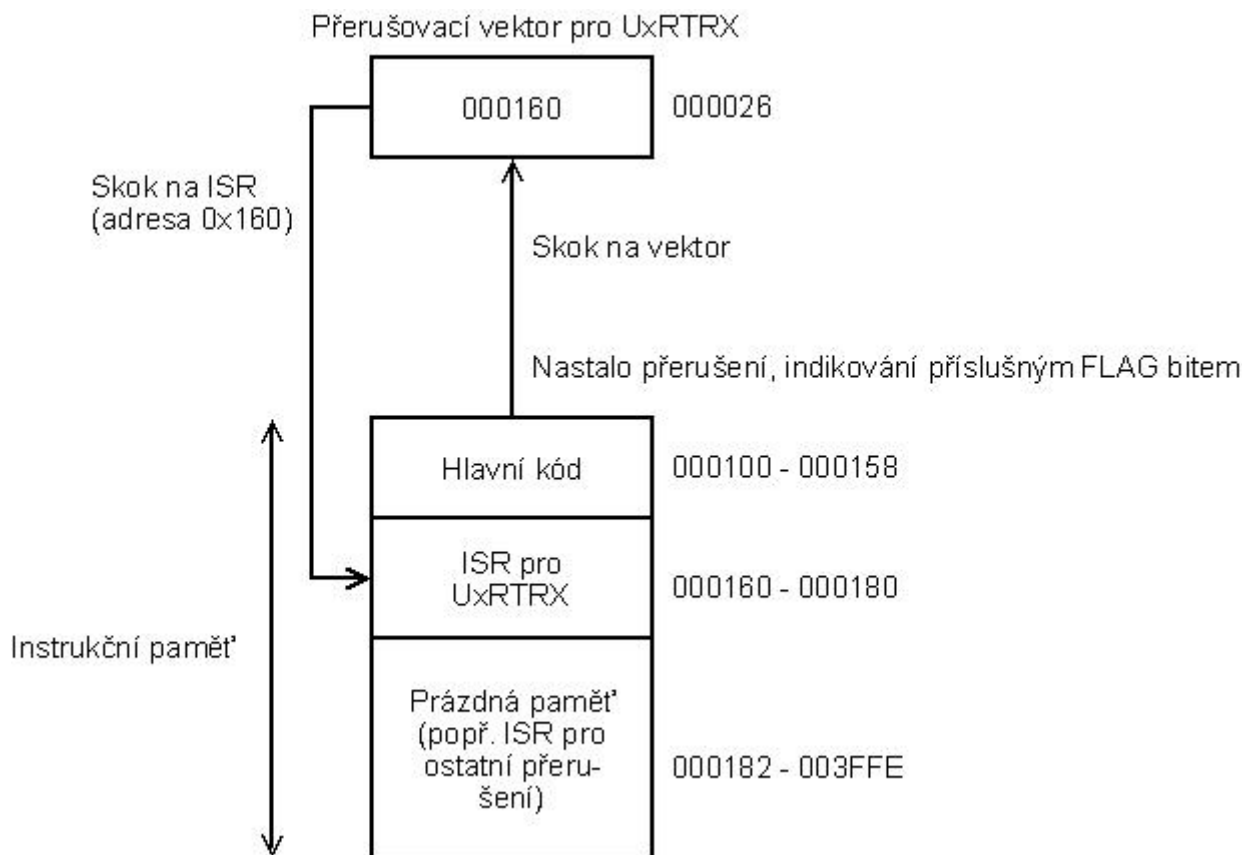 Přerušovací vektor pro UxRTRX
000160
000026
Skok na ISR
(adresa 0x160)
Skok na vektor
Nastalo přerušení, indikování příslušným FLAG bitem
Hlavní kód
000100 - 000158
ISR pro
UxRTRX
000160 - 000180
Instrukční paměť
Prázdná paměť
(popř. ISR pro
ostatní přeru-
šení)
000182 - 003FFE